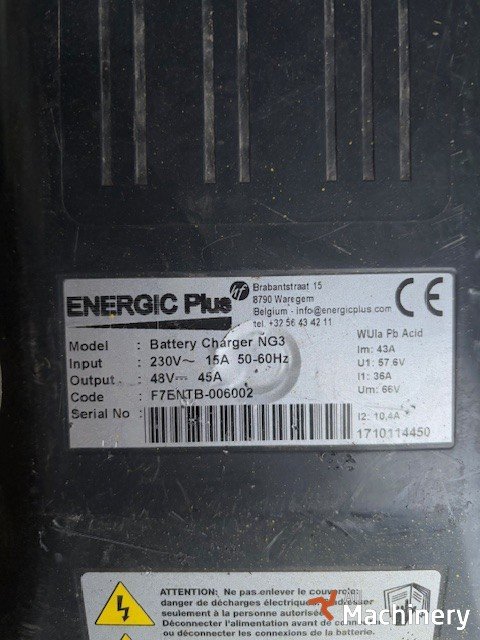 ENERGIC Plus
hf
Brabantstraat 15
8790 Waregem
Belgium - info@energicplus.com
tel. +32 56 43 42 11
CE
Model : Battery Charger NG3
Input : 230V~ 15A 50-60Hz
Output : 48V⎓ 45A
Code : F7ENTB-006002
Serial No :
WUIa Pb Acid
Im: 43A
U1: 57.6V
I1: 36A
Um: 66V
I2: 10,4A
1710114450
ATTENTION: Ne négligez pas le
danger de décharges électriques. S'adresser
seulement à la personne autorisée.
Déconnecter l'alimentation avant de
ou déconnecter les connexions de la batterie
Machinery